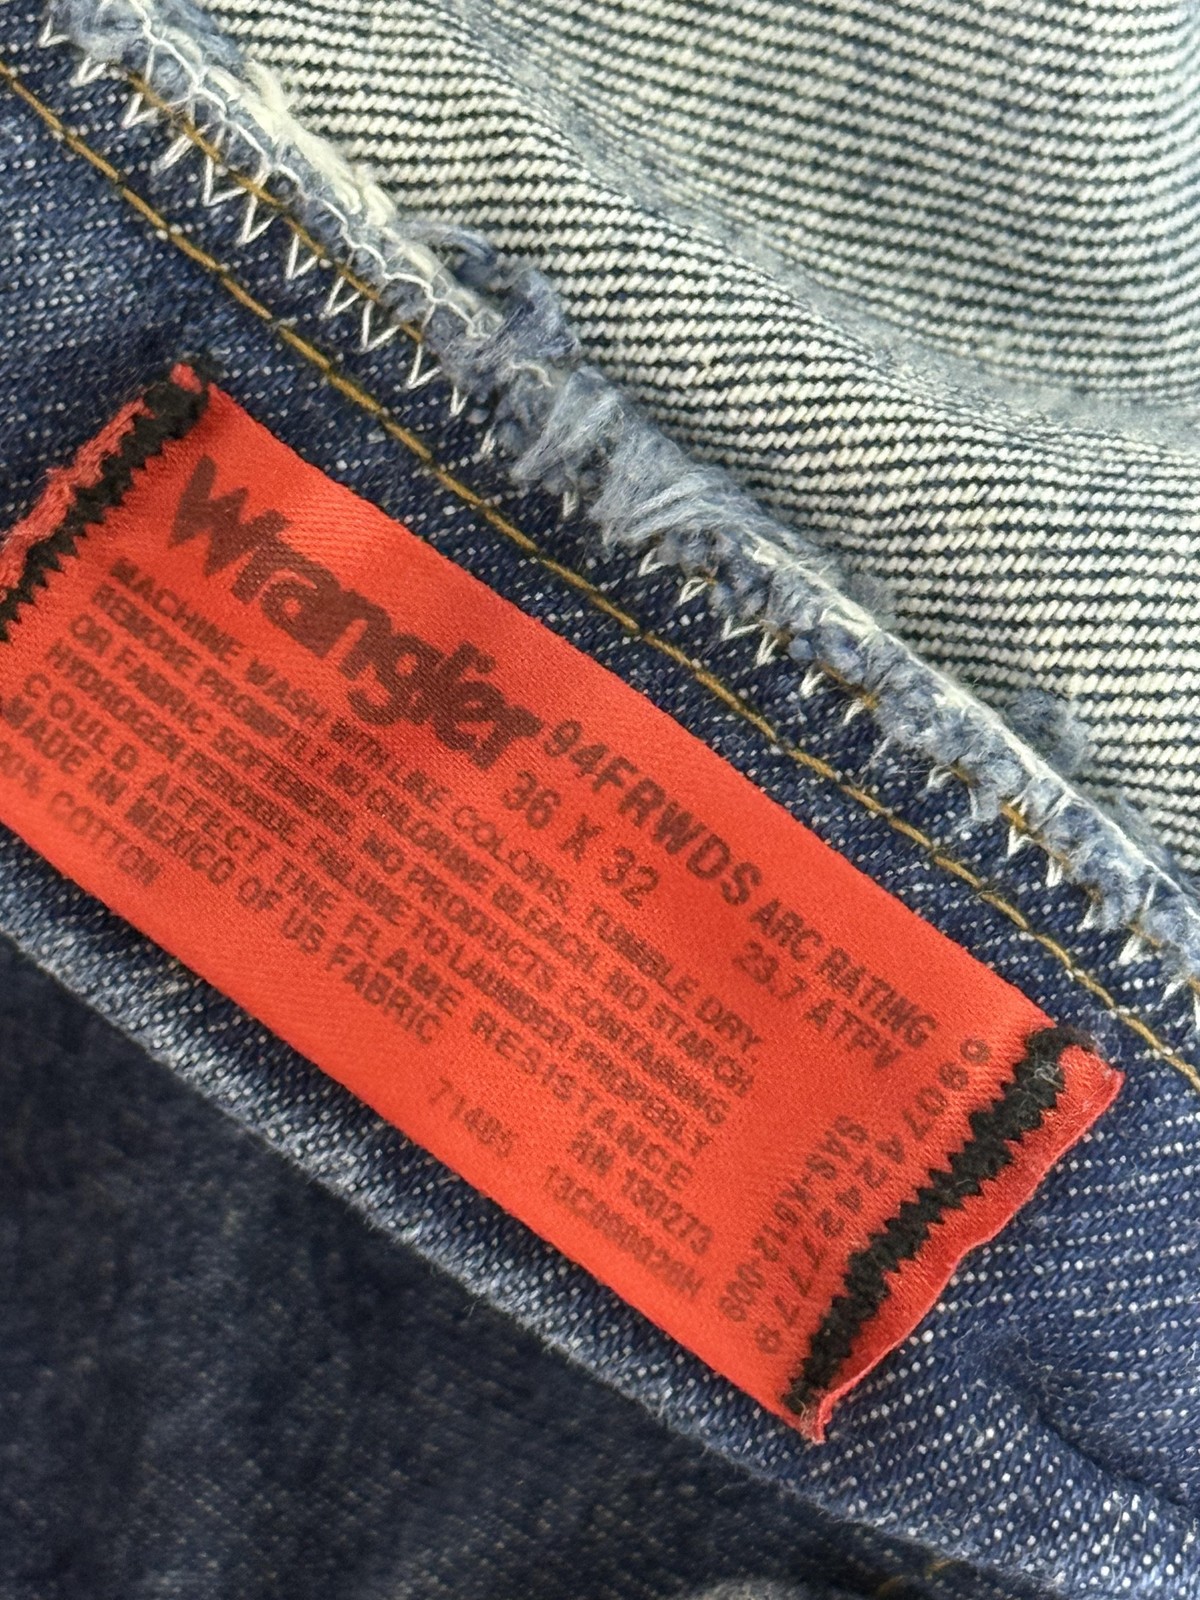 Wrangler
94FRWDS ARC RATING
36 X 32 23.7 ATPV
MACHINE WASH WITH LIKE COLORS, TUMBLE DRY,
REMOVE PROMPTLY. NO CHLORINE BLEACH. NO STARCH
OR FABRIC SOFTENERS. NO PRODUCTS CONTAINING
HYDROGEN PEROXIDE. FAILURE TO LAUNDER PROPERLY
COULD AFFECT THE FLAME RESISTANCE
MADE IN MEXICO OF US FABRIC RN 130273
COTTON